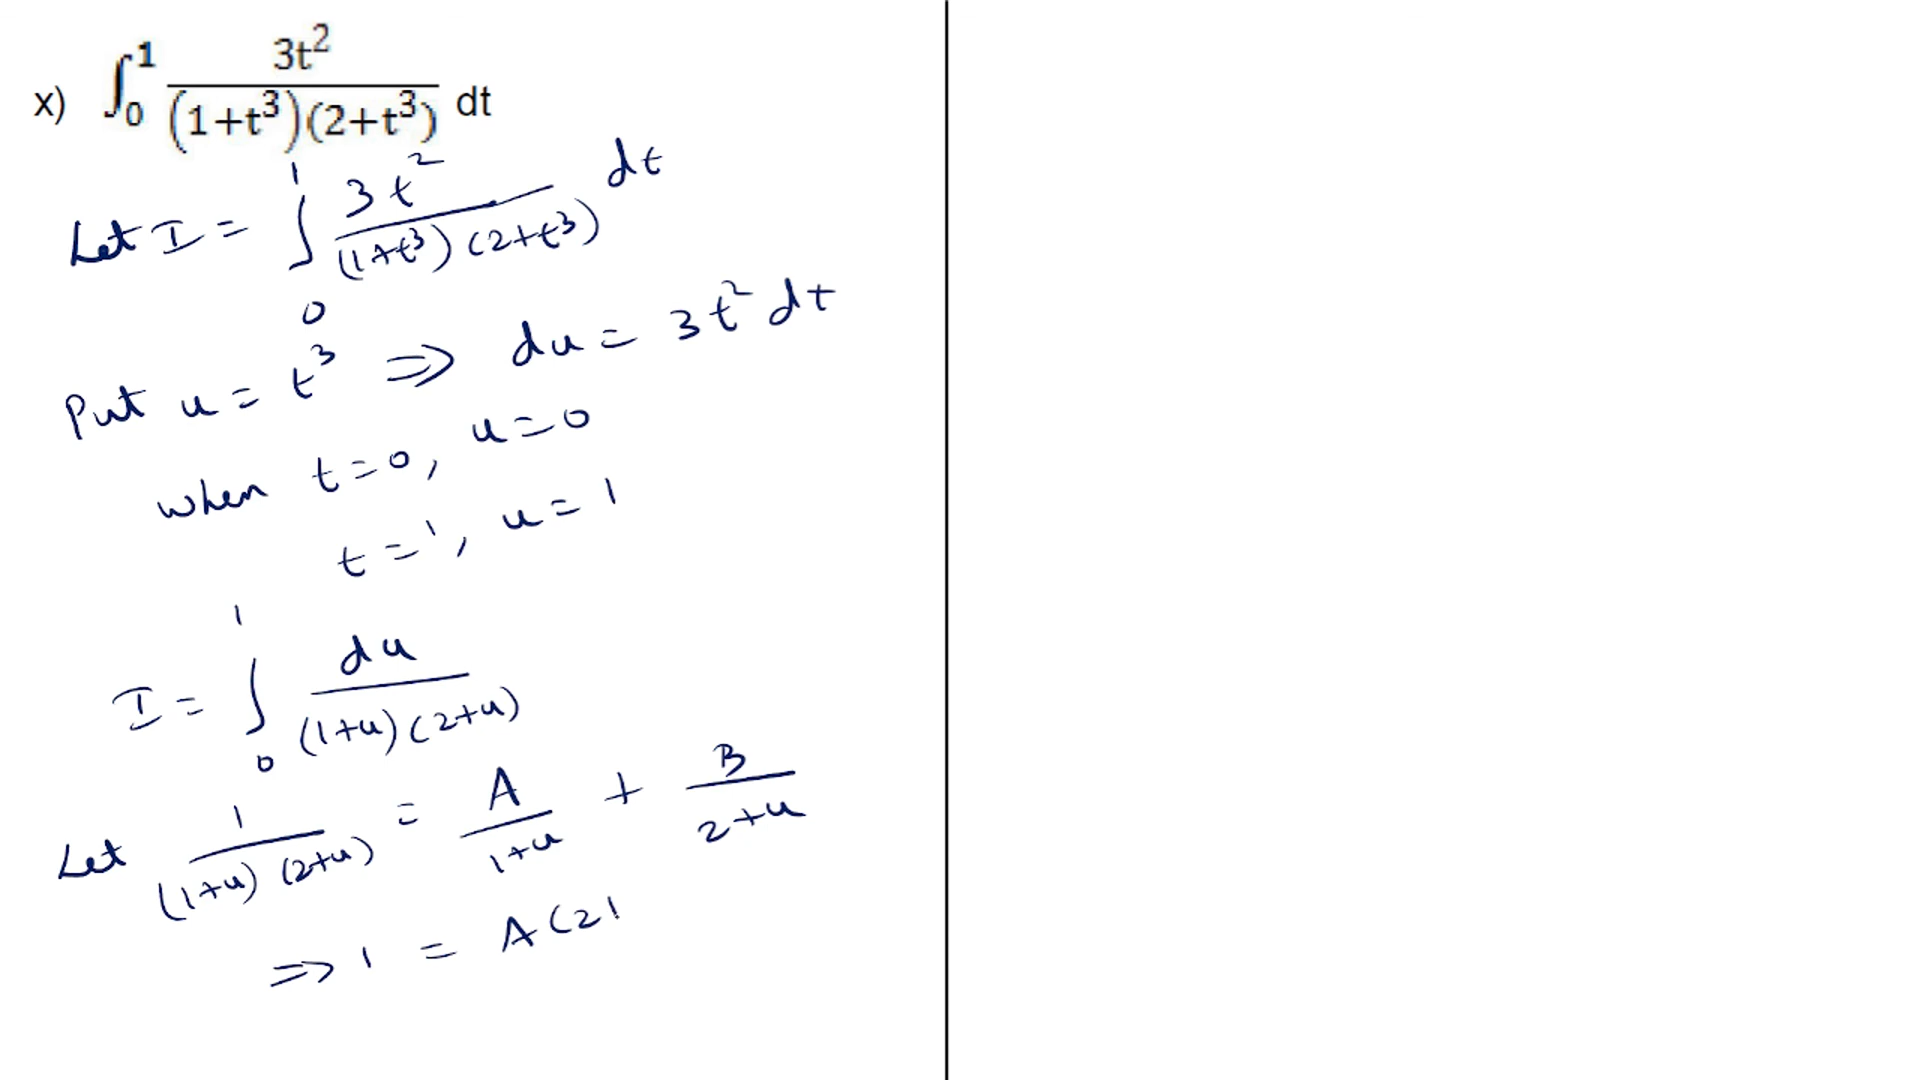 x) ∫₀¹ 3t² / (1+t³)(2+t³) dt
Let I = ∫₀¹ 3t² / (1+t³)(2+t³) dt
Put u = t³ ⇒ du = 3t² dt
when t=0, u=0
t=1, u=1
I = ∫₀¹ du / (1+u)(2+u)
Let 1 / (1+u)(2+u) = A / 1+u + B / 2+u
⇒ 1 = A(2